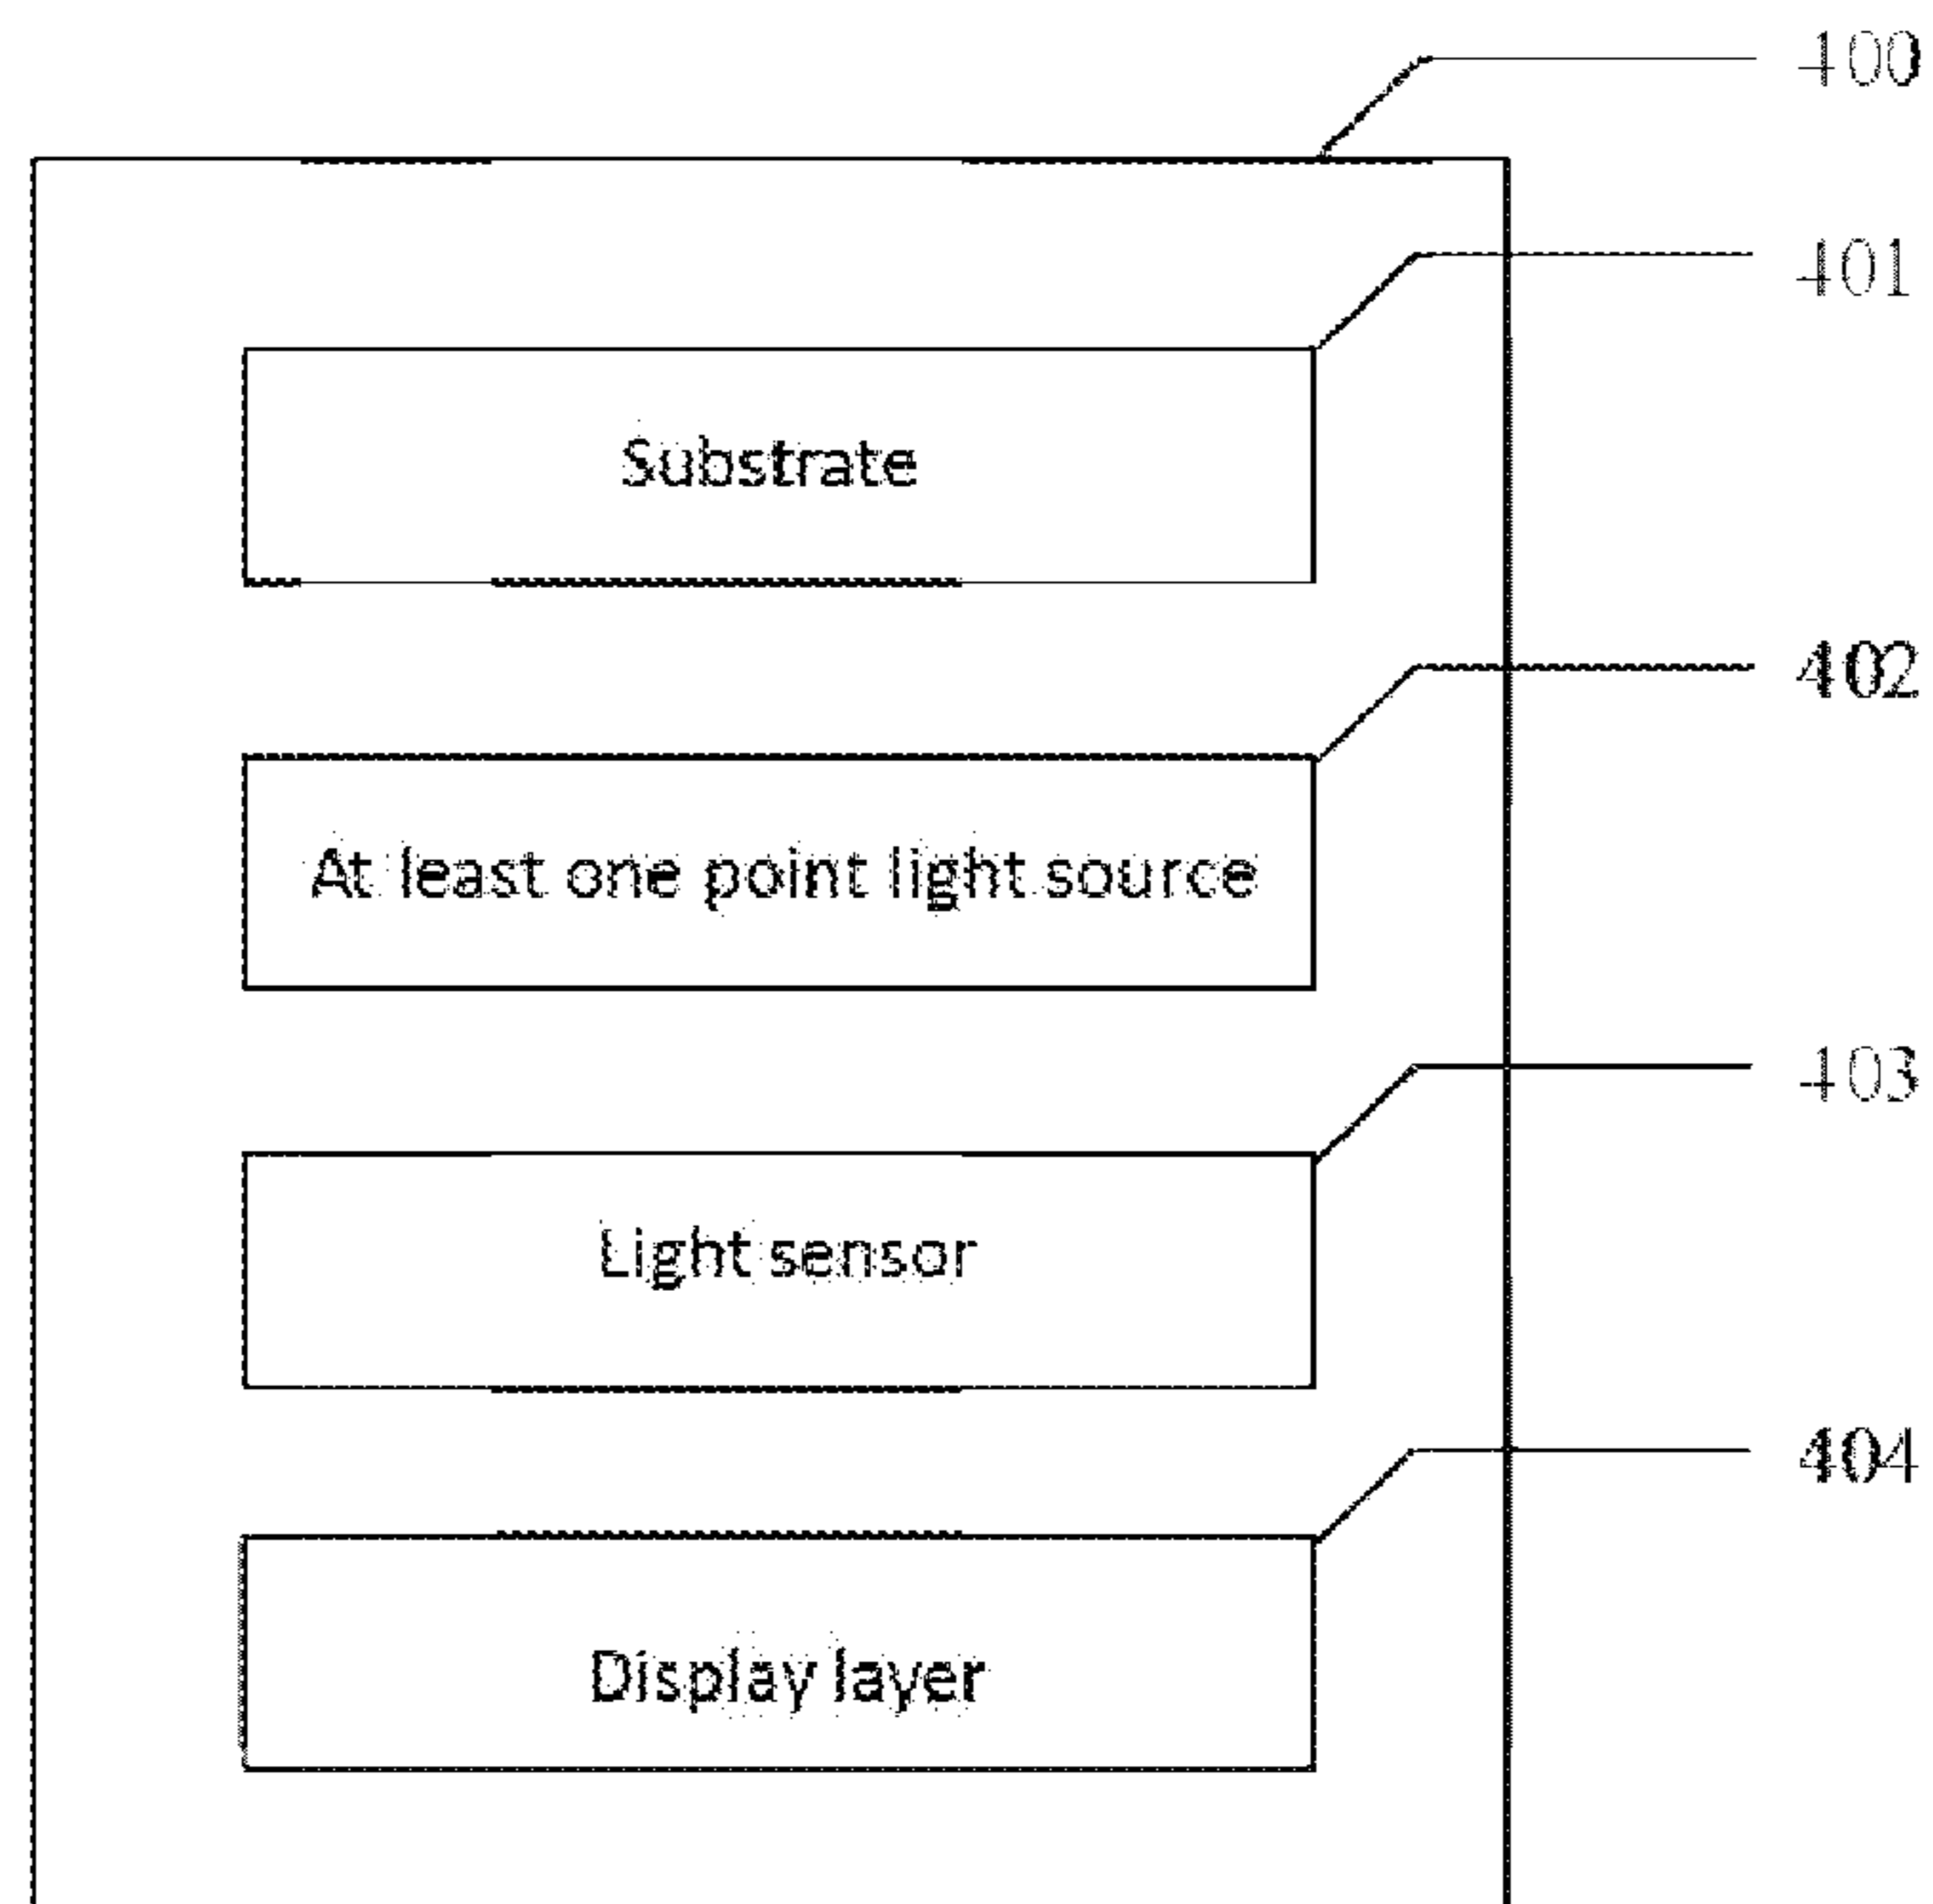 400
401
Substrate
402
At least one point light source
403
Light sensor
404
Display layer